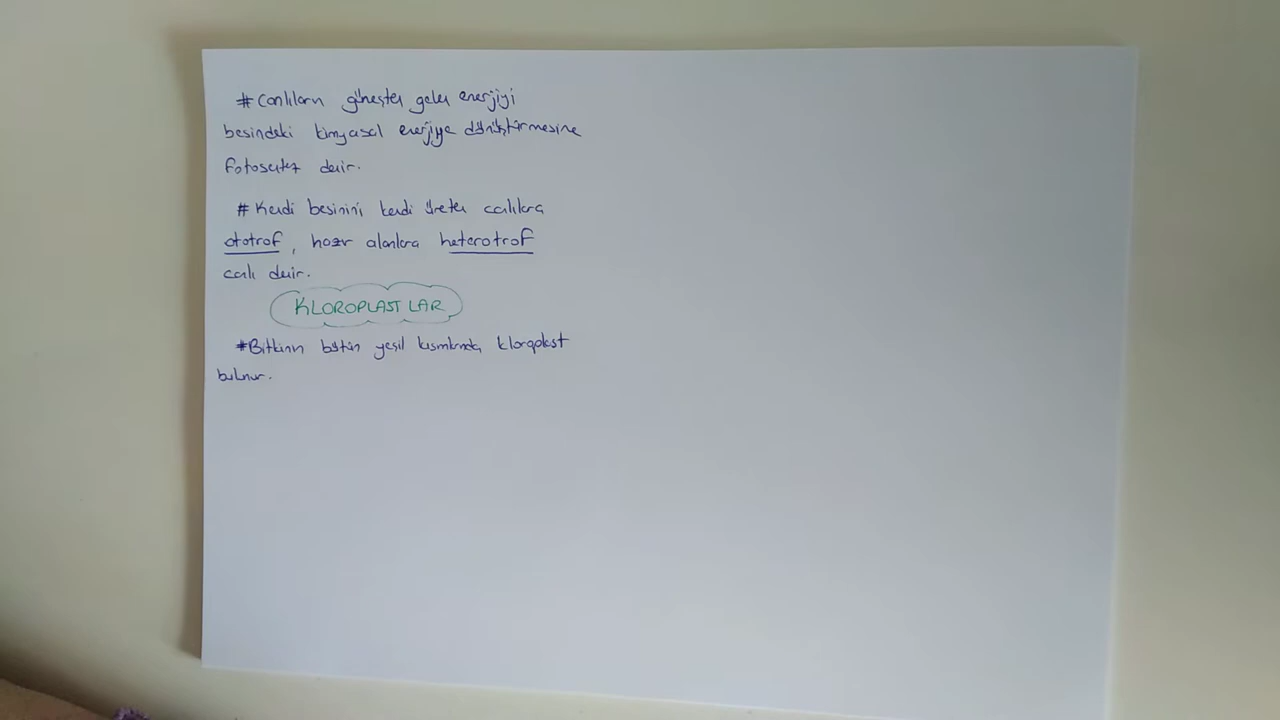 # Canlıların güneşten gelen enerjiyi
besindeki kimyasal enerjiye dönüştürmesine
fotosentez denir.
# Kendi besinini kendi üreten canlılara
ototrof, hazır alanlara heterotrof
canlı denir.
KLOROPLASTLAR
# Bitkinin bütün yeşil kısımlarında kloroplast
bulunur.